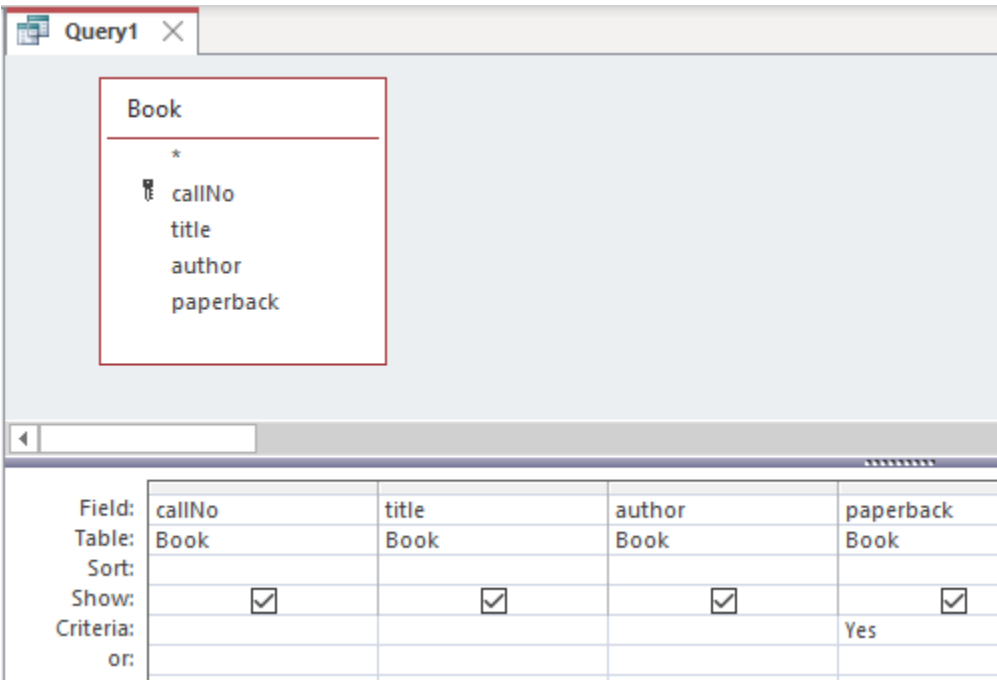 Query1
Book
*
callNo
title
author
paperback
Field: callNo title author paperback
Table: Book Book Book Book
Sort:
Show:
Criteria: Yes
or: